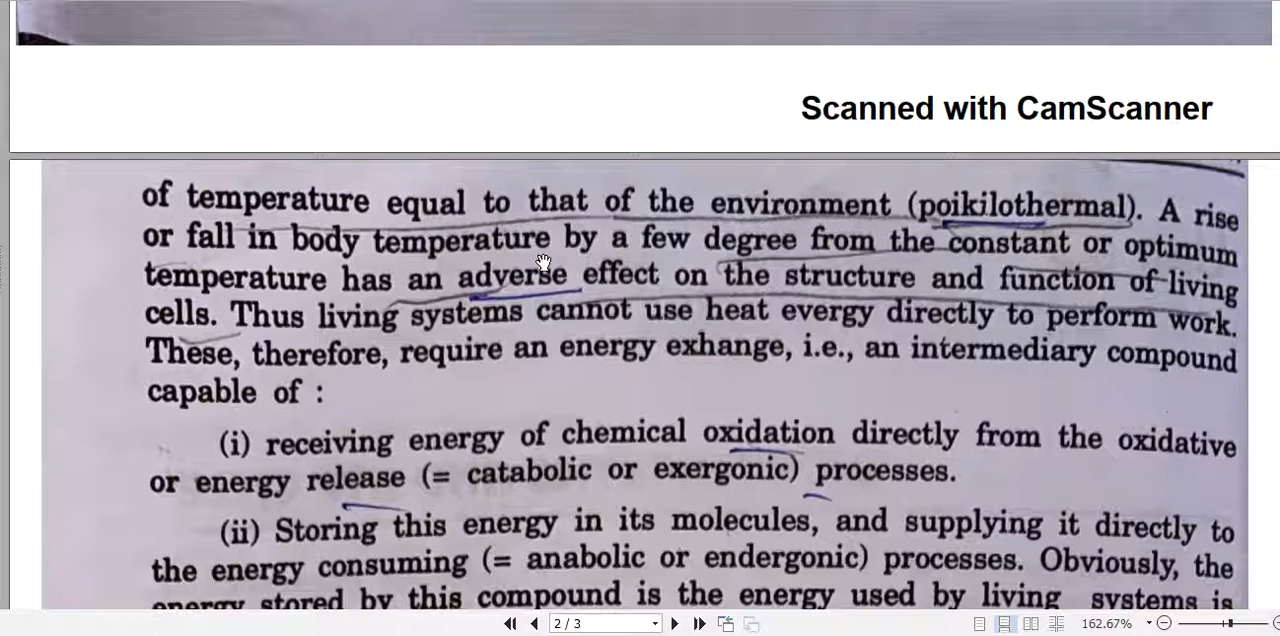 Scanned with CamScanner
of temperature equal to that of the environment (poikilothermal). A rise
or fall in body temperature by a few degree from the constant or optimum
temperature has an adverse effect on the structure and function of living
cells. Thus living systems cannot use heat evergy directly to perform work.
These, therefore, require an energy exhange, i.e., an intermediary compound
capable of :
(i) receiving energy of chemical oxidation directly from the oxidative
or energy release (= catabolic or exergonic) processes.
(ii) Storing this energy in its molecules, and supplying it directly to
the energy consuming (= anabolic or endergonic) processes. Obviously, the
energy stored by this compound is the energy used by living systems is
2 / 3
162.67%